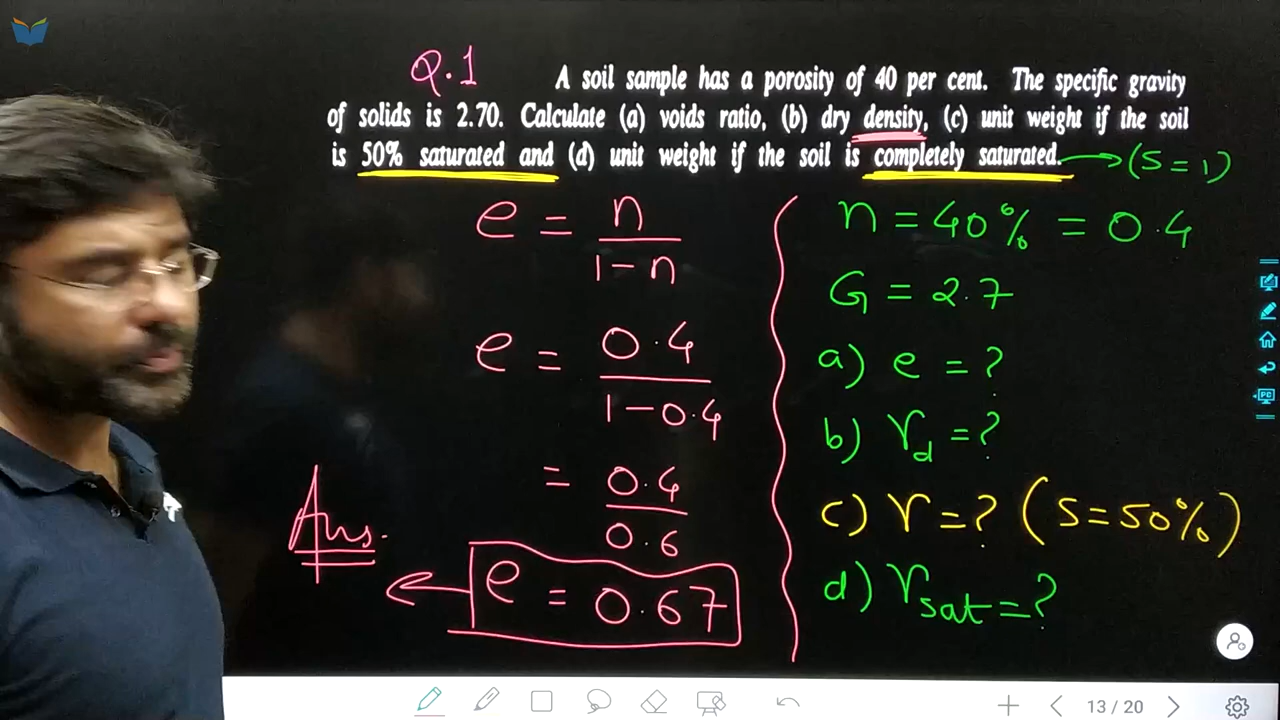 Q.1 A soil sample has a porosity of 40 per cent. The specific gravity
of solids is 2.70. Calculate (a) voids ratio, (b) dry density, (c) unit weight if the soil
is 50% saturated and (d) unit weight if the soil is completely saturated. → (S = 1)
e = n / 1 - n
e = 0.4 / 1 - 0.4
= 0.4 / 0.6
Ans.
e = 0.67
n = 40% = 0.4
G = 2.7
a) e = ?
b) γd = ?
c) γ = ? (S = 50%)
d) γsat = ?
PC
13 / 20